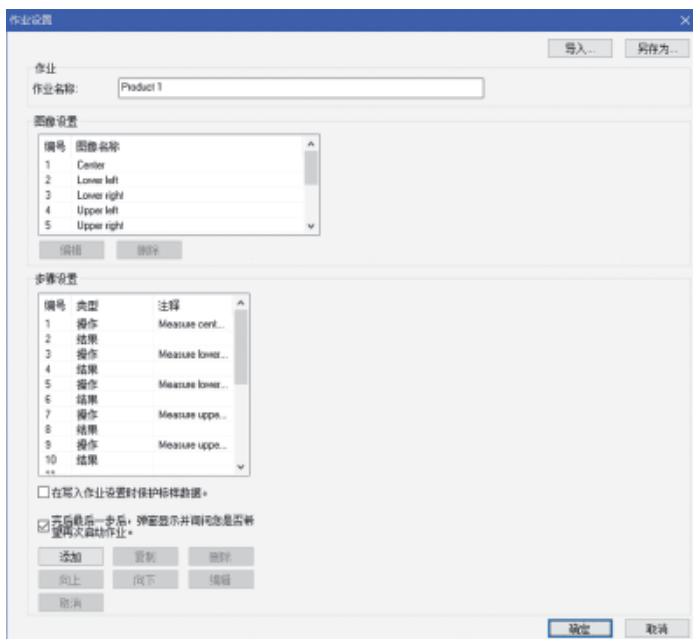 作业设置
导入... 另存为...
作业
作业名称: Product 1
图像设置
编号 图像名称
1 Center
2 Lower left
3 Lower right
4 Upper left
5 Upper right
编辑 删除
步骤设置
编号 类型 注释
1 操作 Measure cent...
2 结果
3 操作 Measure lower...
4 结果
5 操作 Measure lower...
6 结果
7 操作 Measure uppe...
8 结果
9 操作 Measure uppe...
10 结果
在写入作业设置时保护标样数据。
完后最后一步后，弹窗显示并询问您是否希
望再次启动作业。
添加 复制 删除
向上 向下 编辑
取消
确定 取消